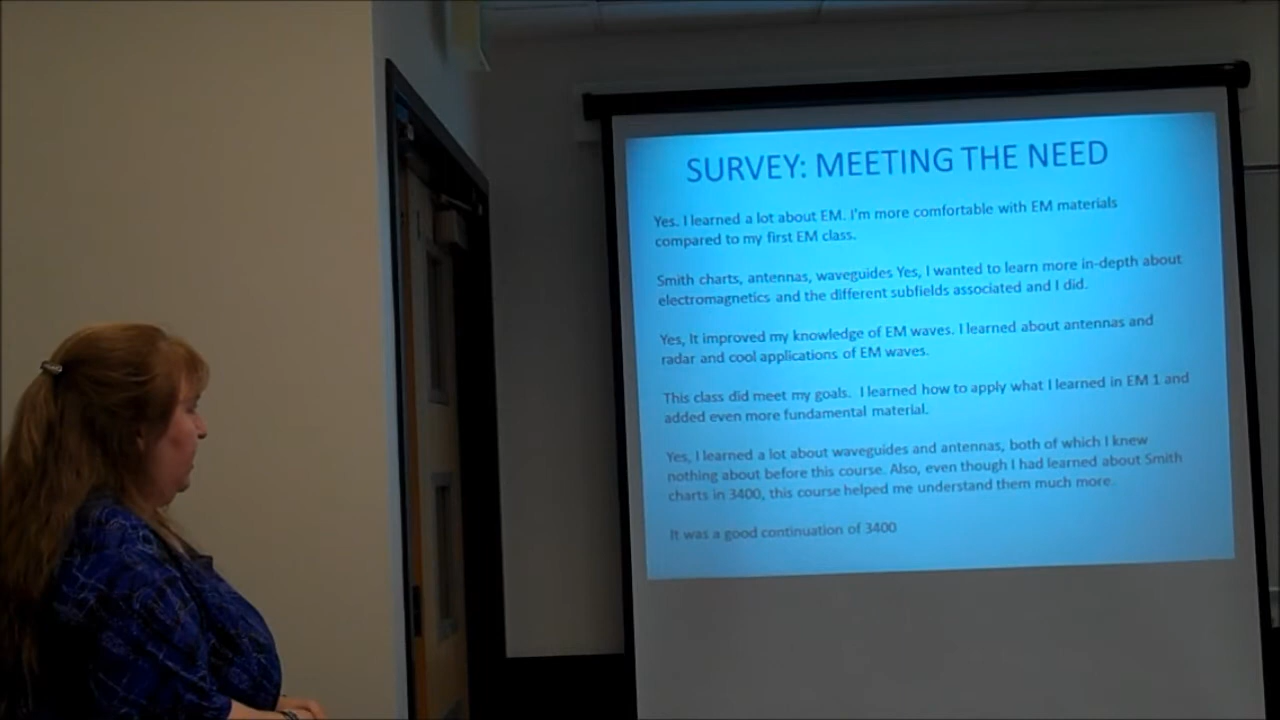 SURVEY: MEETING THE NEED
Yes. I learned a lot about EM. I'm more comfortable with EM materials
compared to my first EM class.
Smith charts, antennas, waveguides Yes, I wanted to learn more in-depth about
electromagnetics and the different subfields associated and I did.
Yes, It improved my knowledge of EM waves. I learned about antennas and
radar and cool applications of EM waves.
This class did meet my goals. I learned how to apply what I learned in EM 1 and
added even more fundamental material.
Yes, I learned a lot about waveguides and antennas, both of which I knew
nothing about before this course. Also, even though I had learned about Smith
charts in 3400, this course helped me understand them much more.
It was a good continuation of 3400